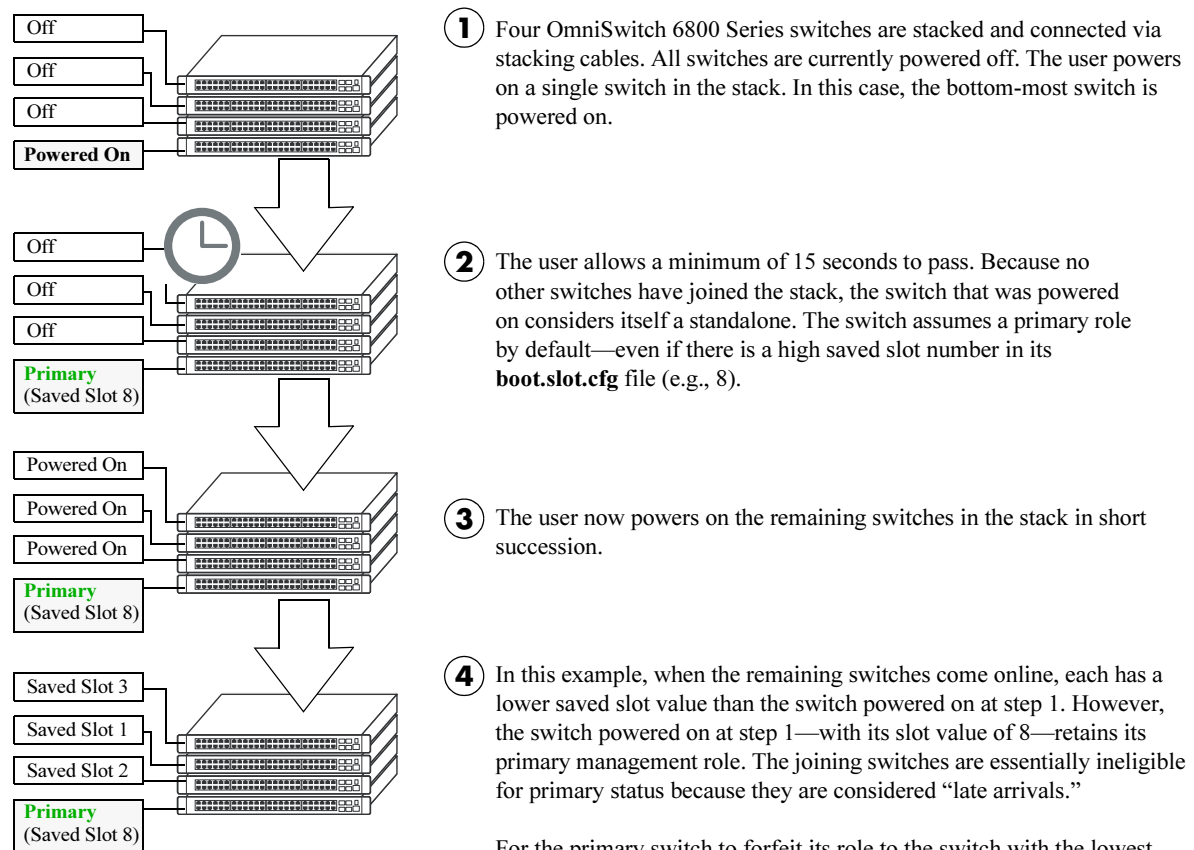 Off
Off
Off
Powered On
1
Four OmniSwitch 6800 Series switches are stacked and connected via
stacking cables. All switches are currently powered off. The user powers
on a single switch in the stack. In this case, the bottom-most switch is
powered on.
Off
Off
Off
Primary
(Saved Slot 8)
2
The user allows a minimum of 15 seconds to pass. Because no
other switches have joined the stack, the switch that was powered
on considers itself a standalone. The switch assumes a primary role
by default—even if there is a high saved slot number in its
boot.slot.cfg file (e.g., 8).
Powered On
Powered On
Powered On
Primary
(Saved Slot 8)
3
The user now powers on the remaining switches in the stack in short
succession.
Saved Slot 3
Saved Slot 1
Saved Slot 2
Primary
(Saved Slot 8)
4
In this example, when the remaining switches come online, each has a
lower saved slot value than the switch powered on at step 1. However,
the switch powered on at step 1—with its slot value of 8—retains its
primary management role. The joining switches are essentially ineligible
for primary status because they are considered “late arrivals.”
For the primary switch to forfeit its role to the switch with the lowest